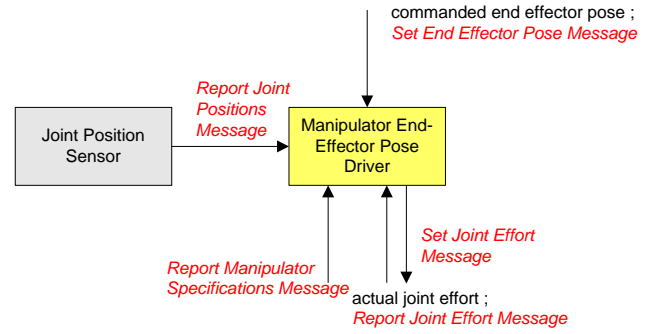 commanded end effector pose ;
Set End Effector Pose Message
Report Joint
Positions
Message
Joint Position
Sensor
Manipulator End-
Effector Pose
Driver
Set Joint Effort
Message
Report Manipulator
Specifications Message
actual joint effort ;
Report Joint Effort Message